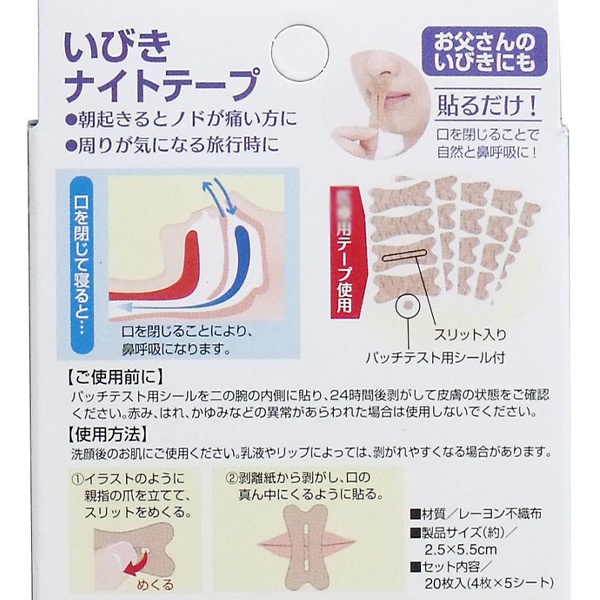 いびき
ナイトテープ
●朝起きるとノドが痛い方に
●周りが気になる旅行時に
お父さんの
いびきにも
貼るだけ!
口を閉じることで
自然と鼻呼吸に!
口を閉じて寝ると…
口を閉じることにより、
鼻呼吸になります。
用テープ使用
スリット入り
パッチテスト用シール付
【ご使用前に】
パッチテスト用シールを二の腕の内側に貼り、24時間後剥がして皮膚の状態をご確認
ください。赤み、はれ、かゆみなどの異常があらわれた場合は使用しないでください。
【使用方法】
洗顔後のお肌にご使用ください。乳液やリップによっては、剥がれやすくなる場合があります。
①イラストのように
親指の爪を立てて、
スリットをめくる。
めくる
②剥離紙から剥がし、口の
真ん中にくるように貼る。
■材質/レーヨン不織布
■製品サイズ(約)/
2.5×5.5cm
■セット内容/
20枚入(4枚×5シート)